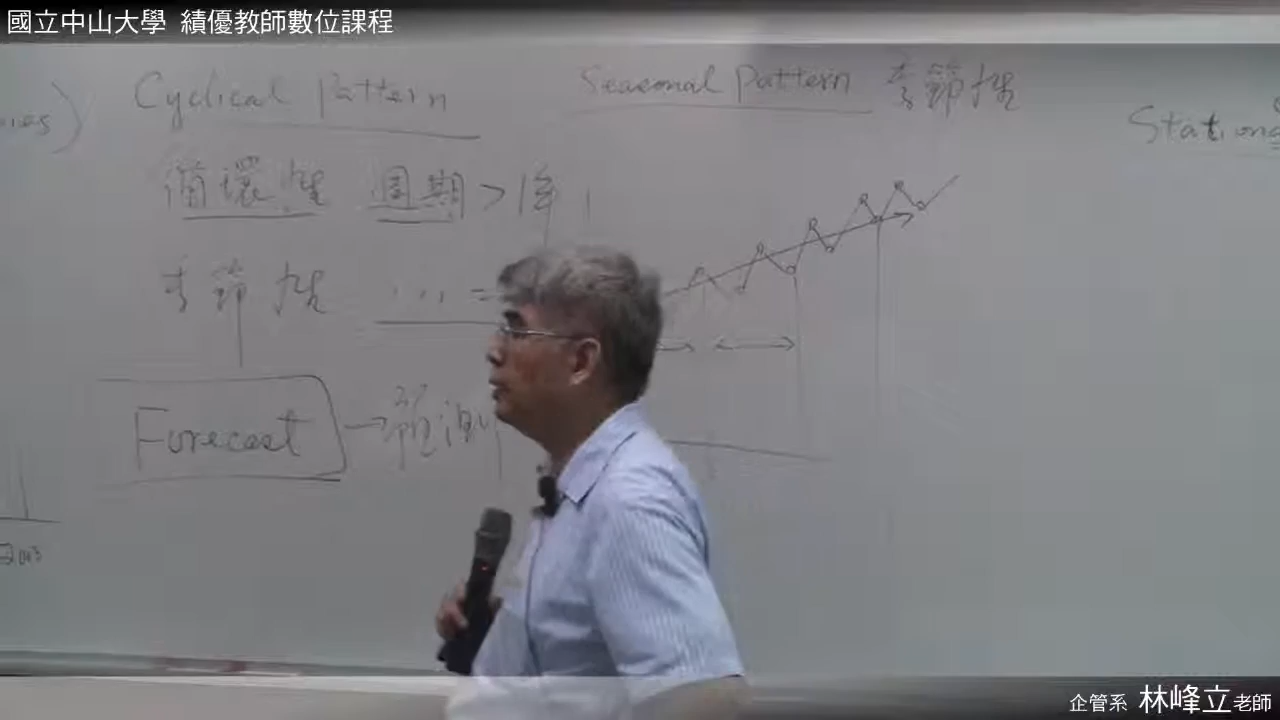 國立中山大學 績優教師數位課程
Cyclical Pattern
Seasonal Pattern 季節性
循環性 週期 > 1年
季節性 ... =
Forecast → 預測
企管系 林峰立老師